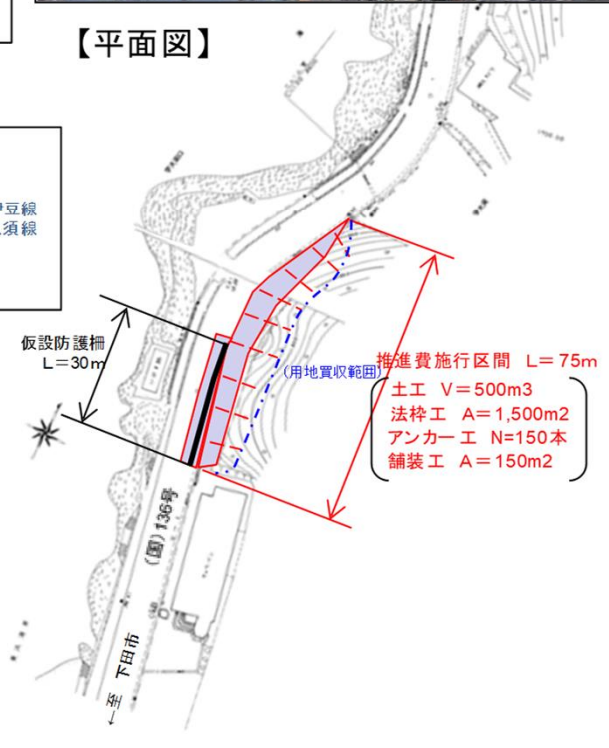 【平面図】
伊豆線
須線
仮設防護柵
L=30m
(用地買収範囲)
推進費施行区間 L=75m
土工 V=500m3
法枠工 A=1,500m2
アンカー工 N=150本
舗装工 A=150m2
(国)136号
←至 下田市